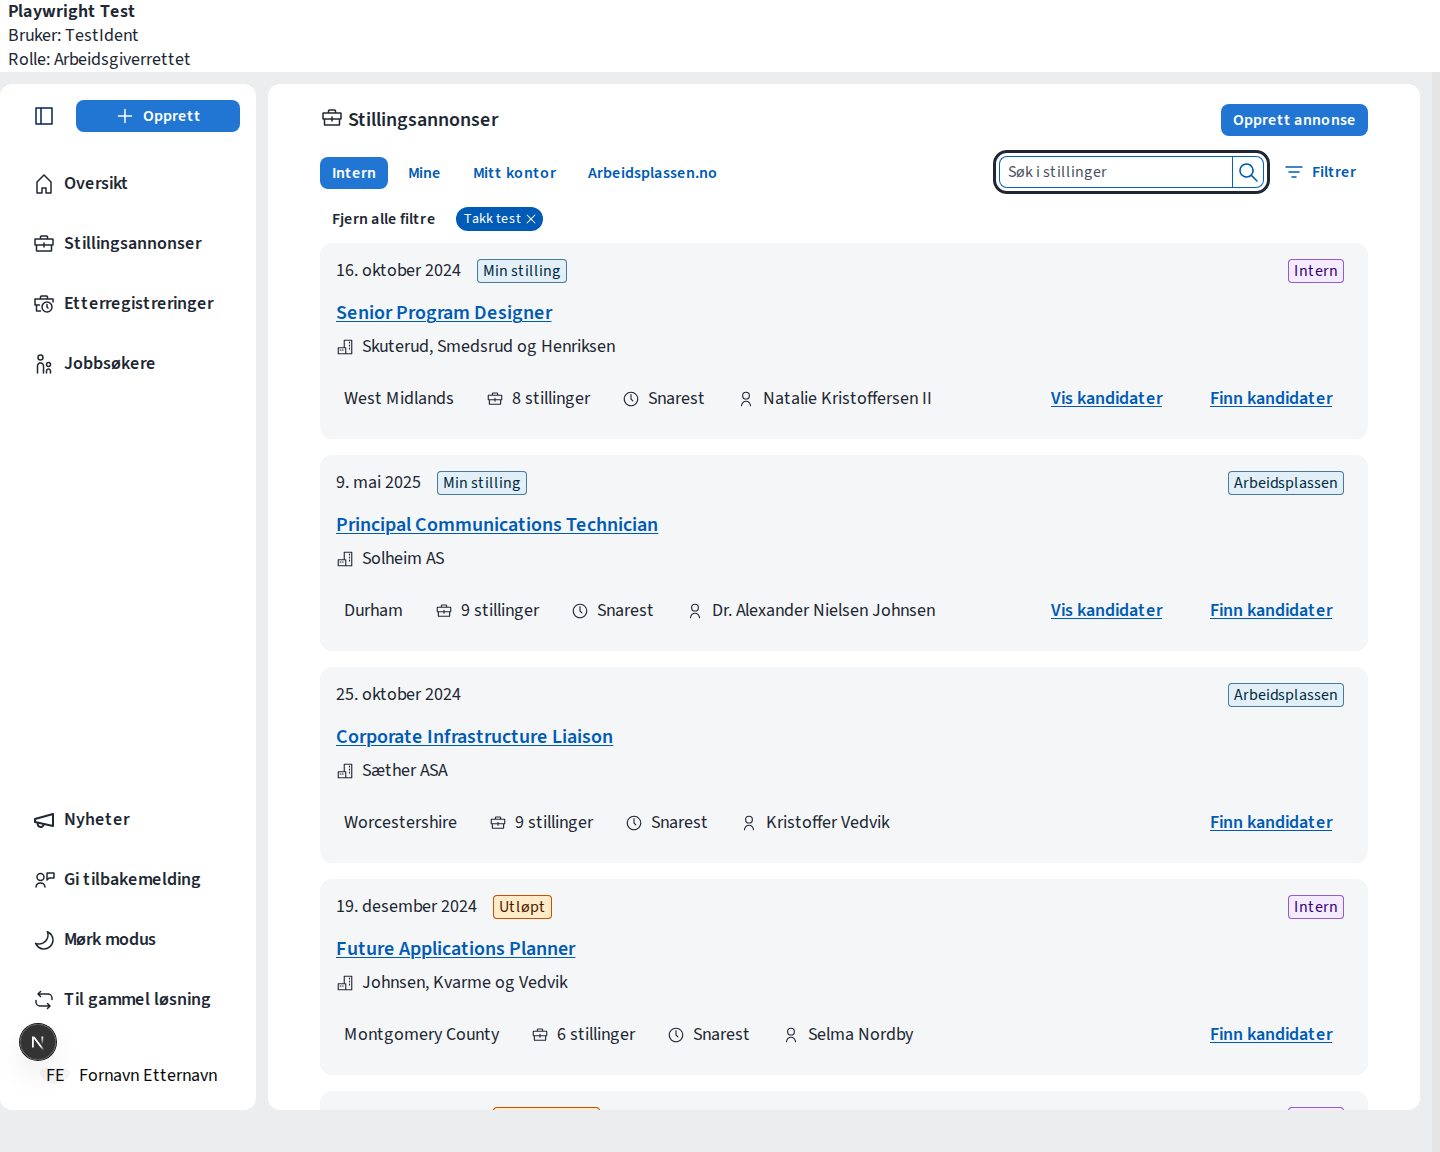 Playwright Test
Bruker: TestIdent
Rolle: Arbeidsgiverrettet
Opprett
Oversikt
Stillingsannonser
Etterregistreringer
Jobbsøkere
Nyheter
Gi tilbakemelding
Mørk modus
Til gammel løsning
N
FE Fornavn Etternavn
Stillingsannonser
Opprett annonse
Intern Mine Mitt kontor Arbeidsplassen.no
Søk i stillinger
Filtrer
Fjern alle filtre Takk test
16. oktober 2024 Min stilling Intern
Senior Program Designer
Skuterud, Smedsrud og Henriksen
West Midlands 8 stillinger Snarest Natalie Kristoffersen II Vis kandidater Finn kandidater
9. mai 2025 Min stilling Arbeidsplassen
Principal Communications Technician
Solheim AS
Durham 9 stillinger Snarest Dr. Alexander Nielsen Johnsen Vis kandidater Finn kandidater
25. oktober 2024 Arbeidsplassen
Corporate Infrastructure Liaison
Sæther ASA
Worcestershire 9 stillinger Snarest Kristoffer Vedvik Finn kandidater
19. desember 2024 Utløpt Intern
Future Applications Planner
Johnsen, Kvarme og Vedvik
Montgomery County 6 stillinger Snarest Selma Nordby Finn kandidater